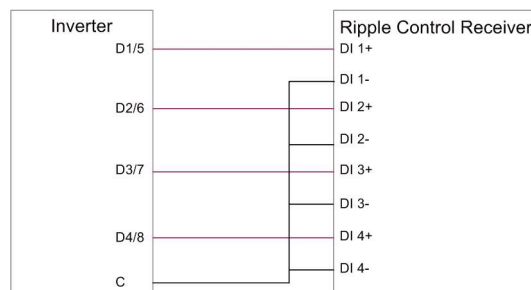 Inverter
Ripple Control Receiver
D1/5
DI 1+
DI 1-
D2/6
DI 2+
DI 2-
D3/7
DI 3+
DI 3-
D4/8
DI 4+
DI 4-
C